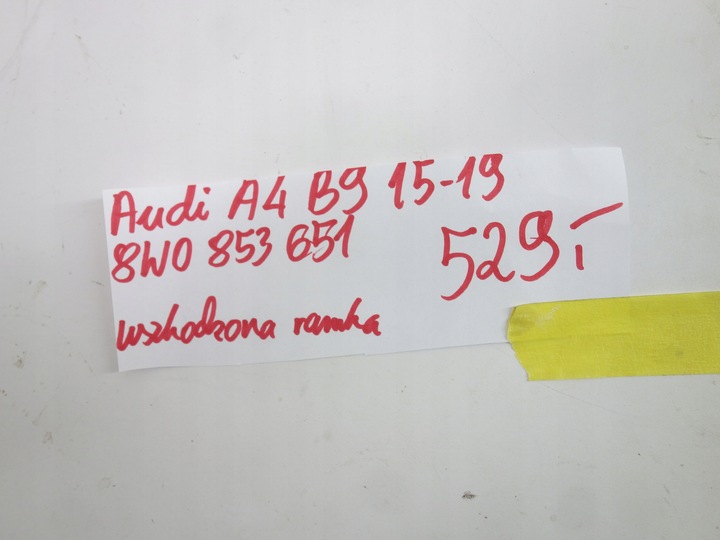 Audi A4 B9 15-19
8W0 853 651 529,-
uszkodzona ramka